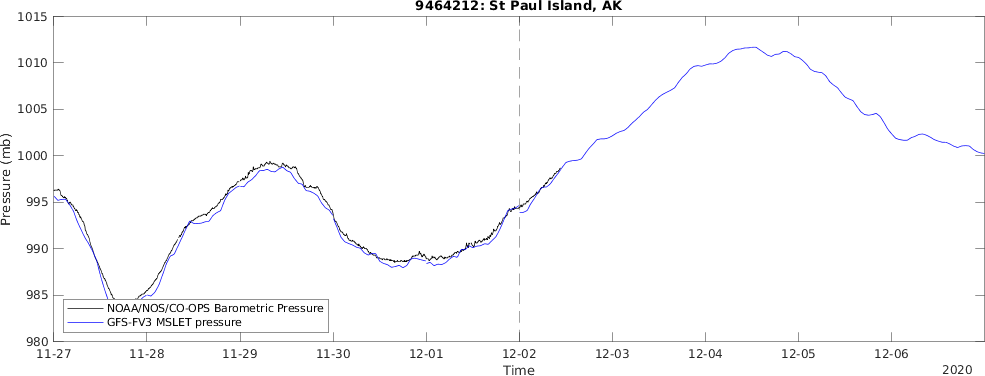 9464212: St Paul Island, AK
Pressure (mb)
1015
1010
1005
1000
995
990
985
980
NOAA/NOS/CO-OPS Barometric Pressure
GFS-FV3 MSLET pressure
11-27 11-28 11-29 11-30 12-01 12-02 12-03 12-04 12-05 12-06
Time
2020